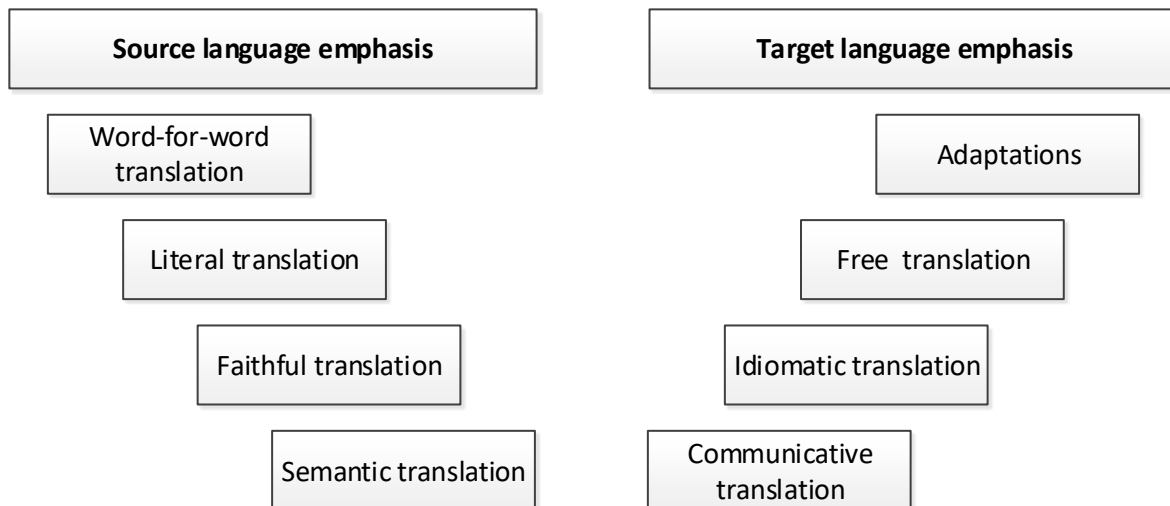 Source language emphasis
Target language emphasis
Word-for-word
translation
Adaptations
Literal translation
Free translation
Faithful translation
Idiomatic translation
Semantic translation
Communicative
translation